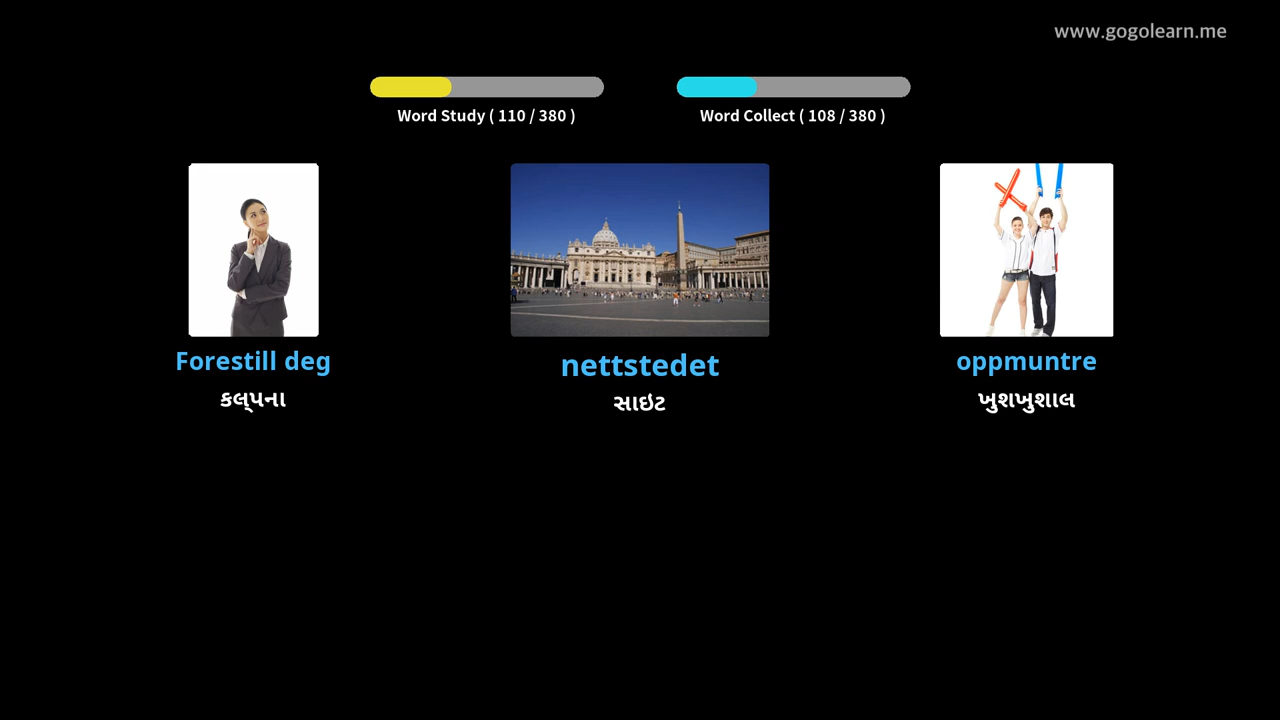 www.gogolearn.me
Word Study ( 110 / 380 )
Word Collect ( 108 / 380 )
Forestill deg
nettstedet
oppmuntre
કલ્પના
સાઇટ
ખુશખુશાલ